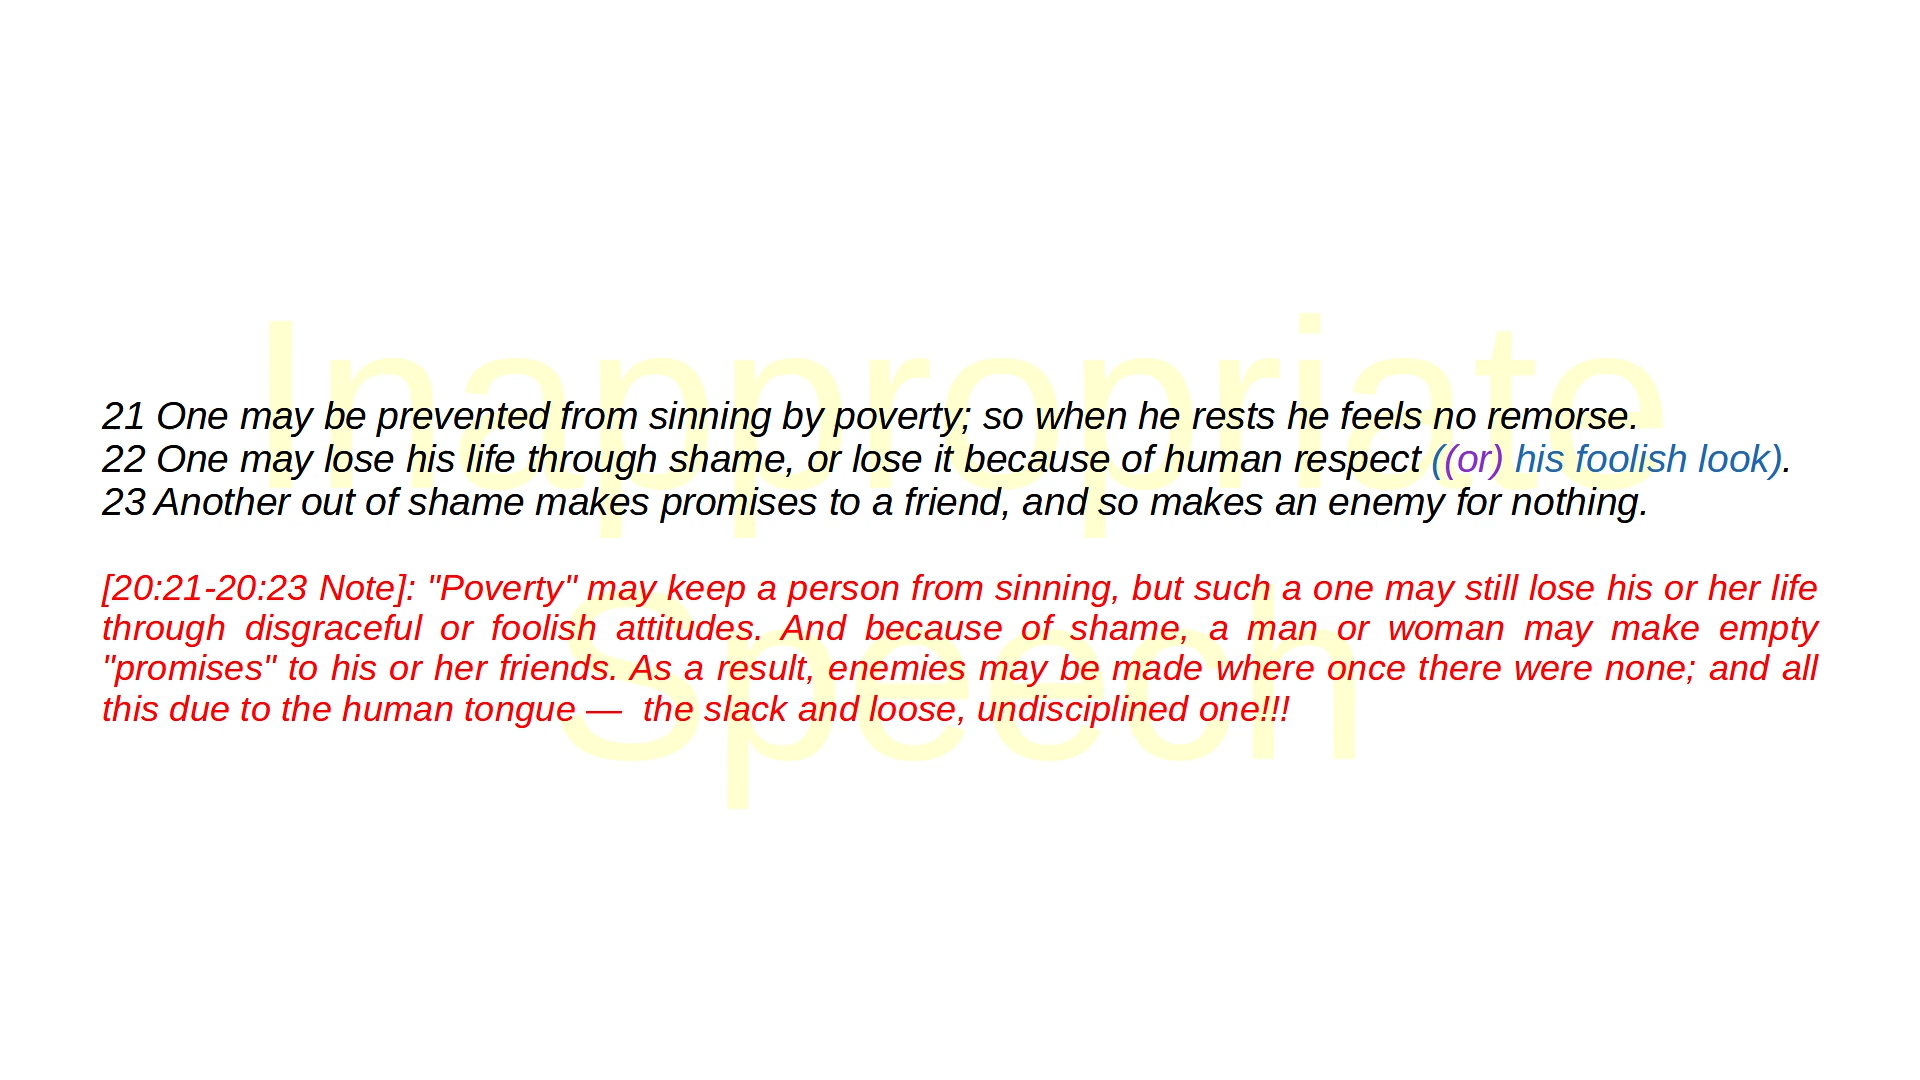 Inappropriate
Speech
21 One may be prevented from sinning by poverty; so when he rests he feels no remorse.
22 One may lose his life through shame, or lose it because of human respect ((or) his foolish look).
23 Another out of shame makes promises to a friend, and so makes an enemy for nothing.
[20:21-20:23 Note]: "Poverty" may keep a person from sinning, but such a one may still lose his or her life
through disgraceful or foolish attitudes. And because of shame, a man or woman may make empty
"promises" to his or her friends. As a result, enemies may be made where once there were none; and all
this due to the human tongue —  the slack and loose, undisciplined one!!!